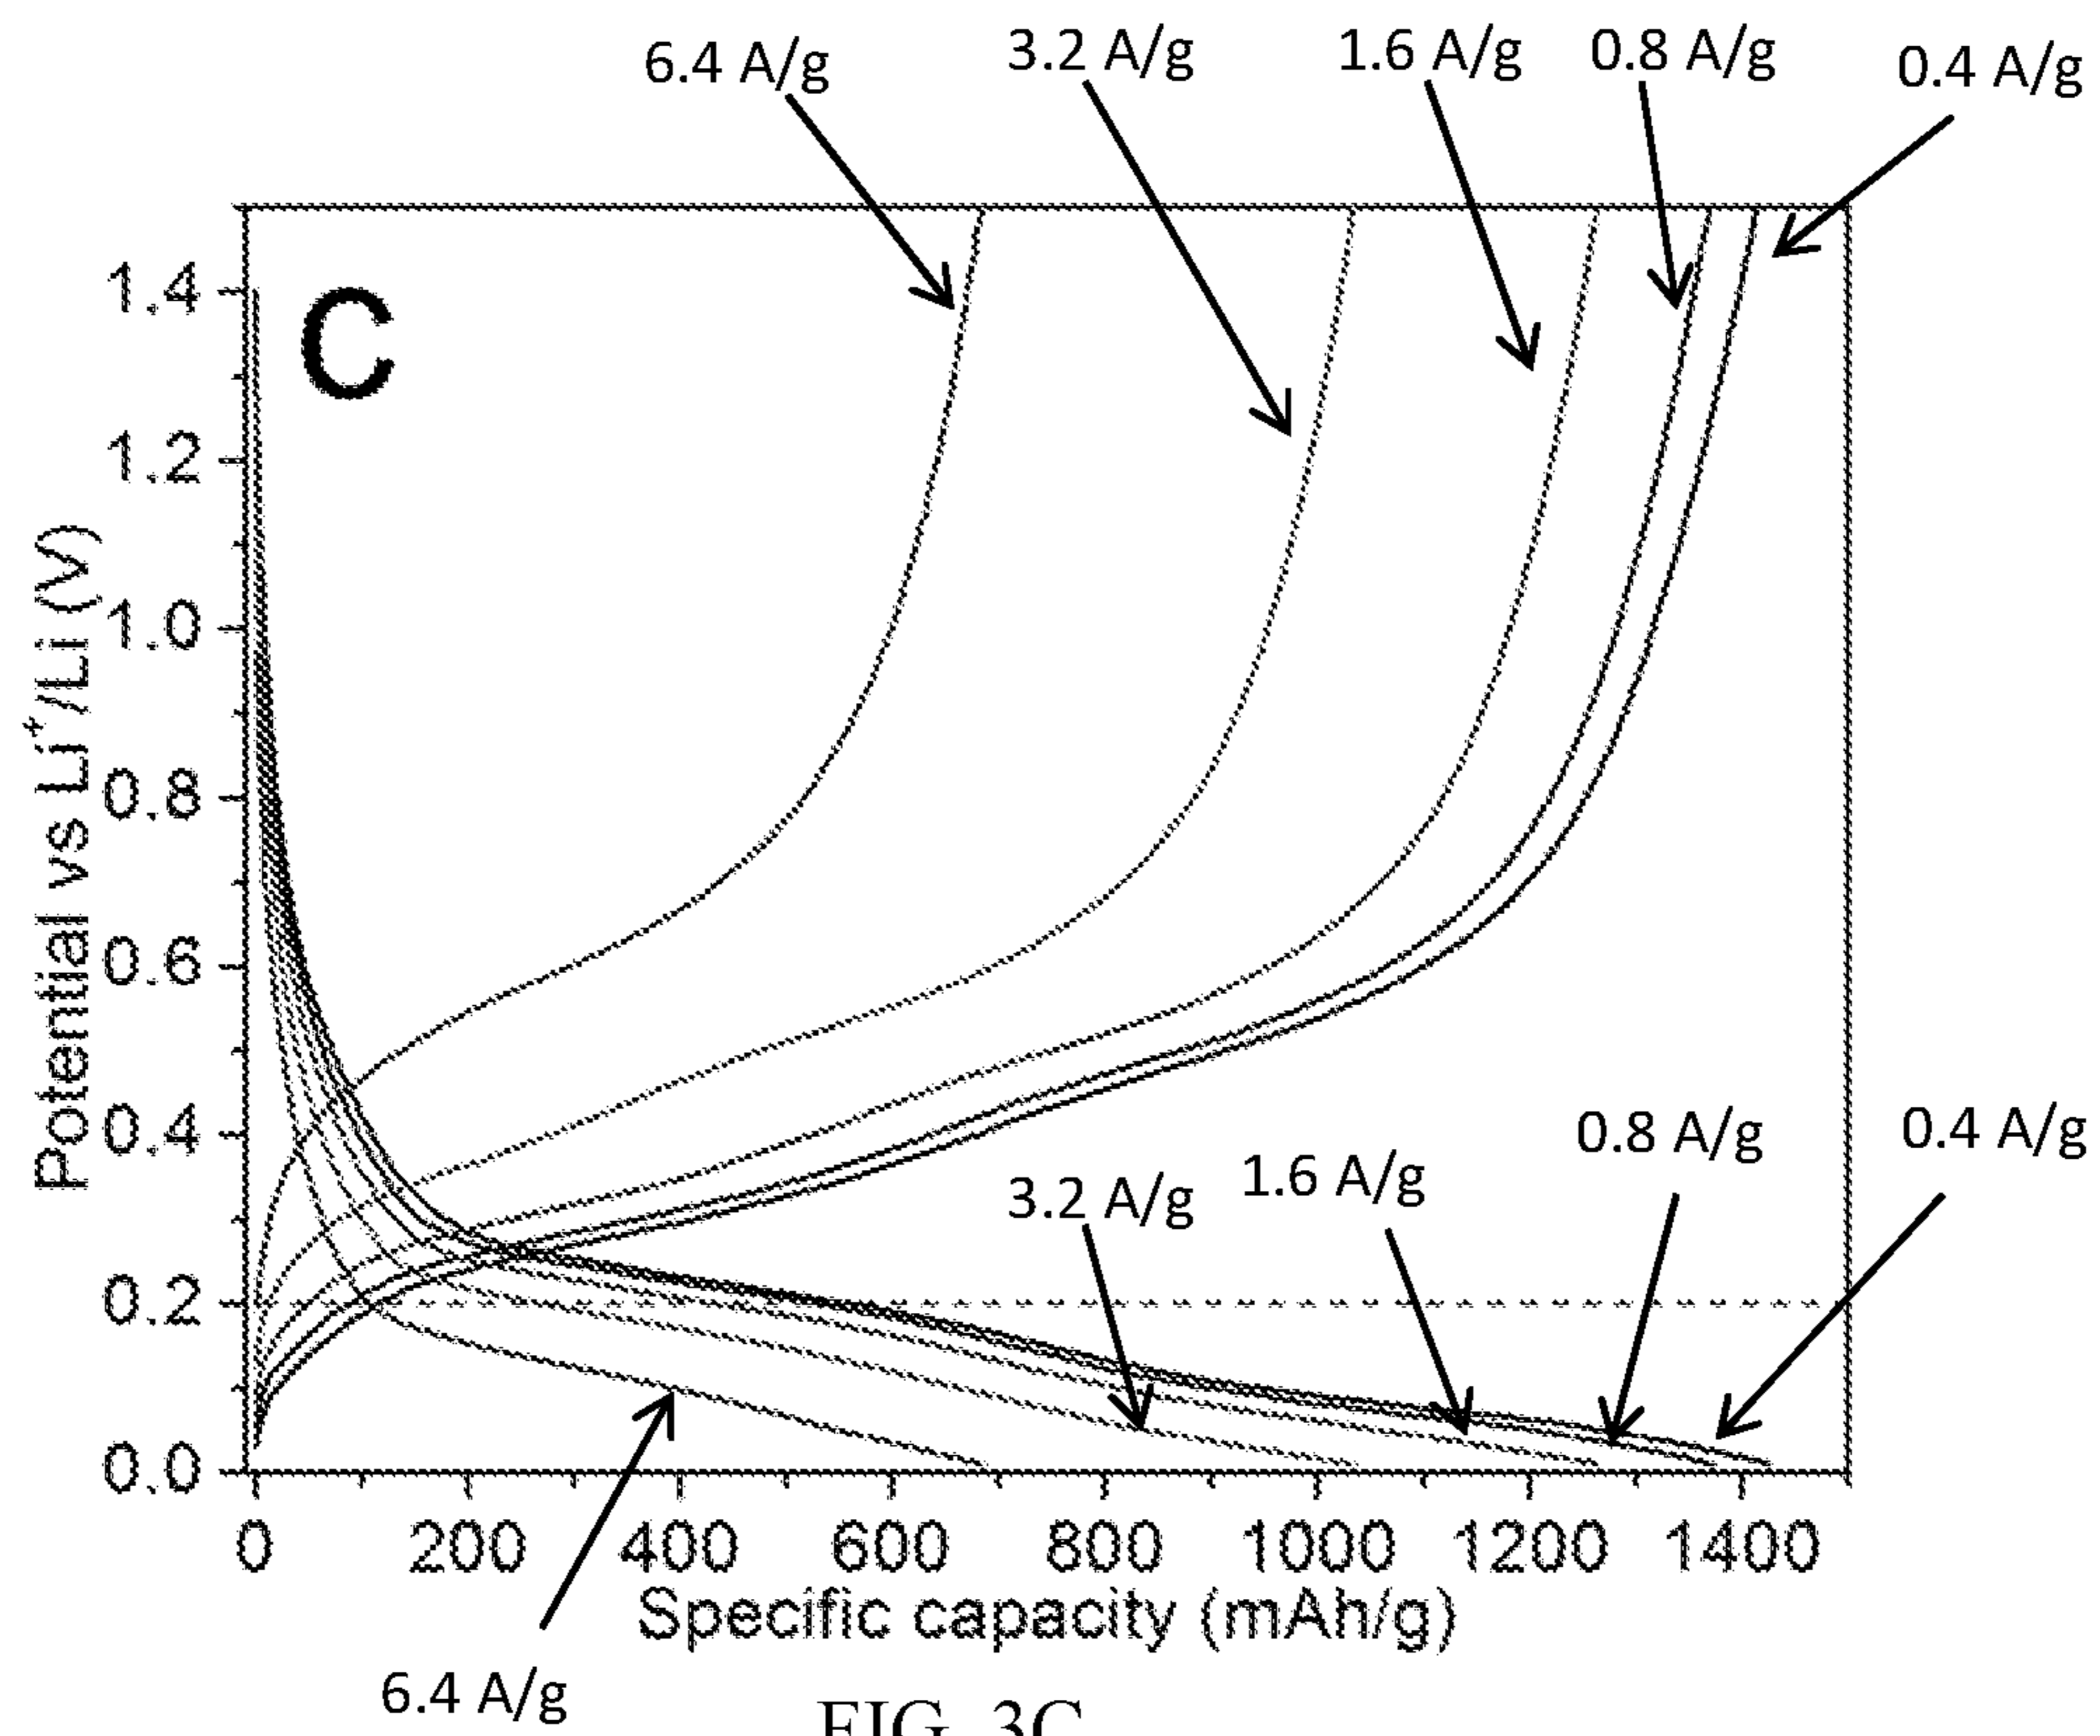 6.4 A/g
3.2 A/g
1.6 A/g
0.8 A/g
0.4 A/g
C
1.4
1.2
1.0
0.8
0.6
0.4
0.2
0.0
Potential vs Li⁺/Li (V)
3.2 A/g
1.6 A/g
0.8 A/g
0.4 A/g
0 200 400 600 800 1000 1200 1400
Specific capacity (mAh/g)
6.4 A/g
FIG. 3C